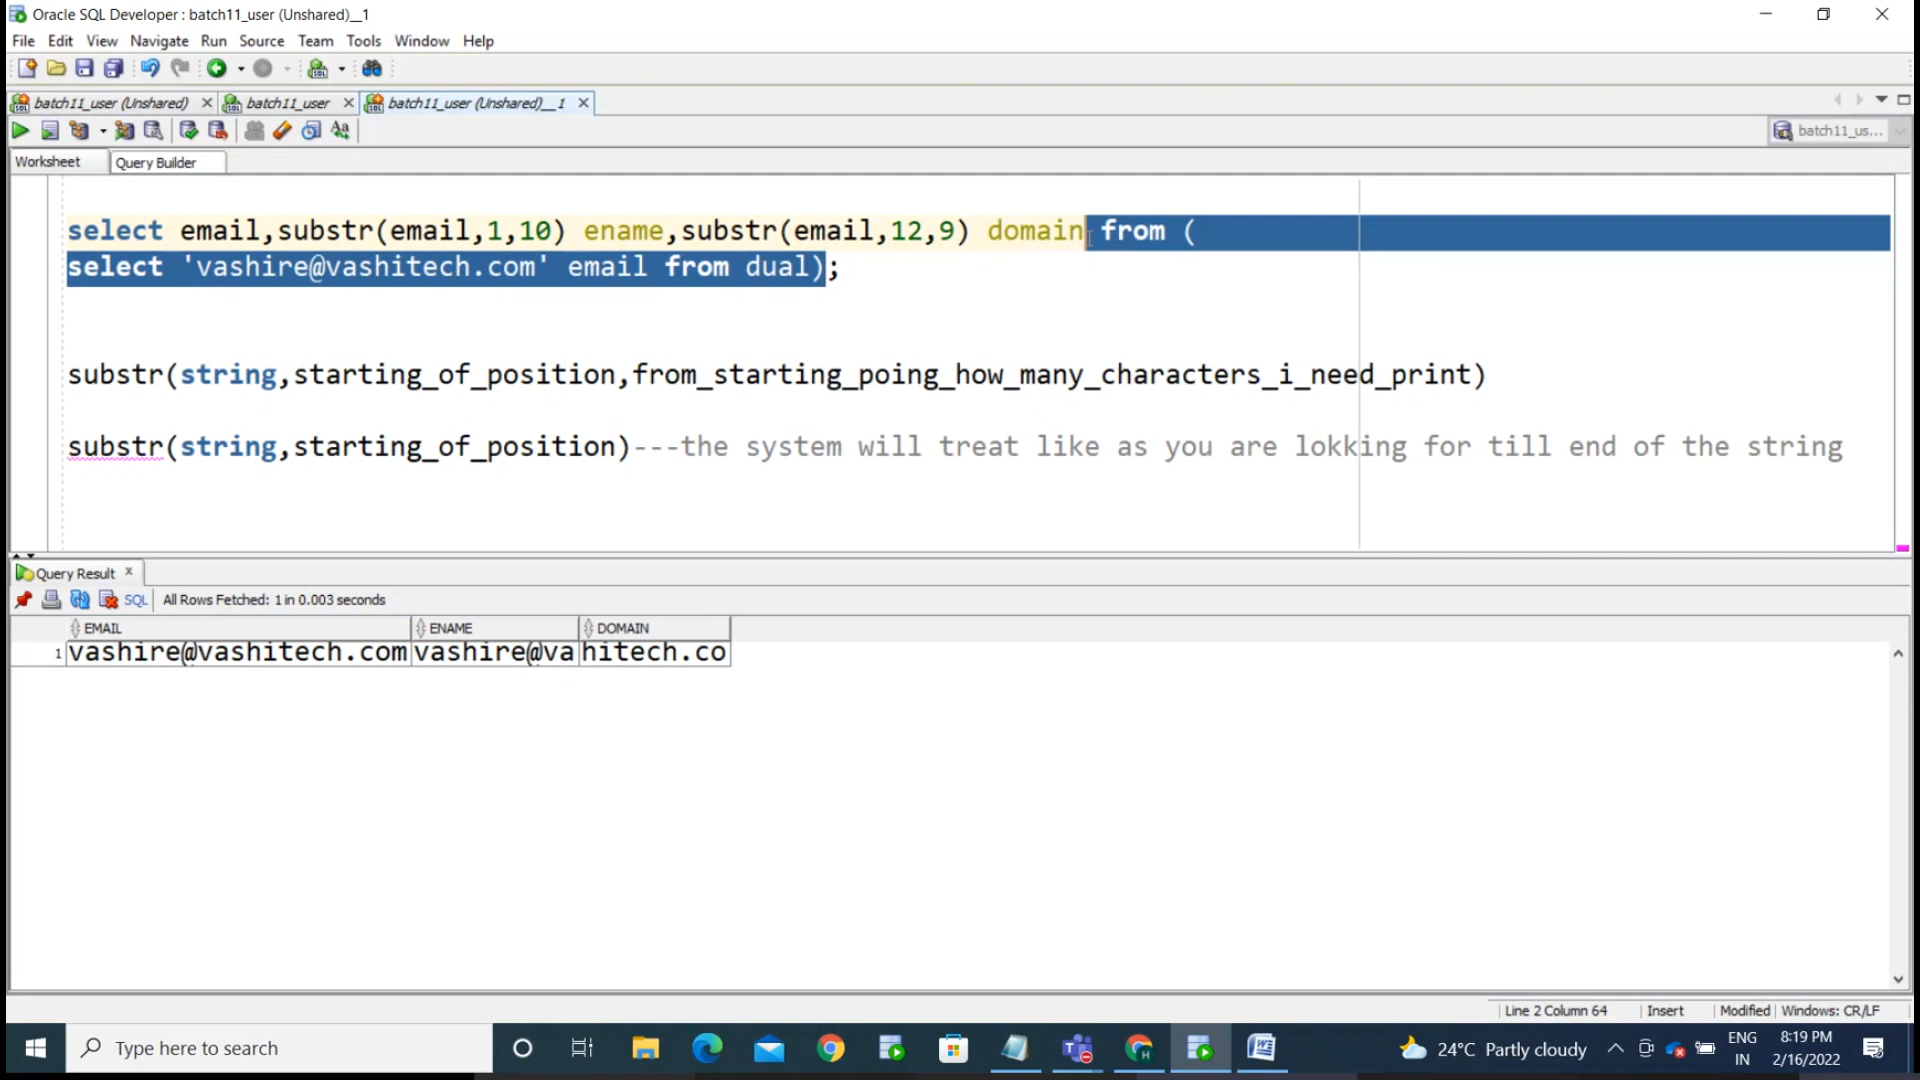 Oracle SQL Developer : batch11_user (Unshared)__1
File Edit View Navigate Run Source Team Tools Window Help
batch11_user (Unshared) batch11_user batch11_user (Unshared)__1
batch11_us...
Worksheet Query Builder
select email,substr(email,1,10) ename,substr(email,12,9) domain from (
select 'vashire@vashitech.com' email from dual);
substr(string,starting_of_position,from_starting_poing_how_many_characters_i_need_print)
substr(string,starting_of_position)---the system will treat like as you are lokking for till end of the string
Query Result
SQL All Rows Fetched: 1 in 0.003 seconds
EMAIL ENAME DOMAIN
1 vashire@vashitech.com vashire@va hitech.co
Line 2 Column 64 Insert Modified Windows: CR/LF
Type here to search
24°C Partly cloudy
ENG
IN
8:19 PM
2/16/2022